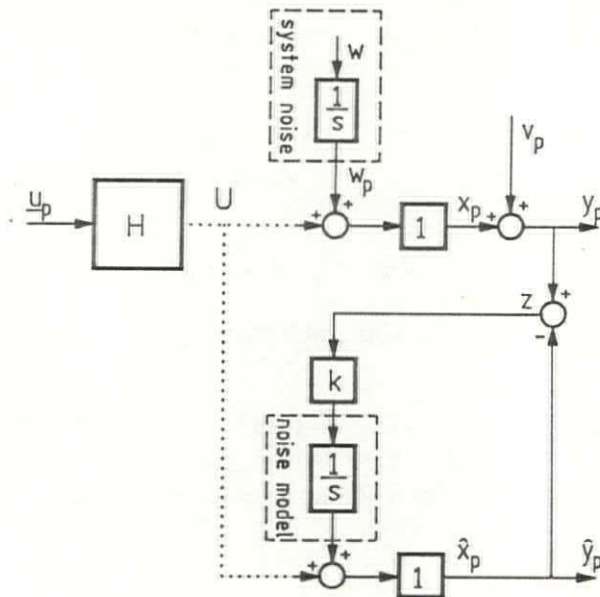 system noise
w
1
s
w_p
v_p
u_p
H
U
1
x_p
y_p
z
k
noise model
1
s
1
x̂_p
ŷ_p
+
+
+
+
+
-
+
+